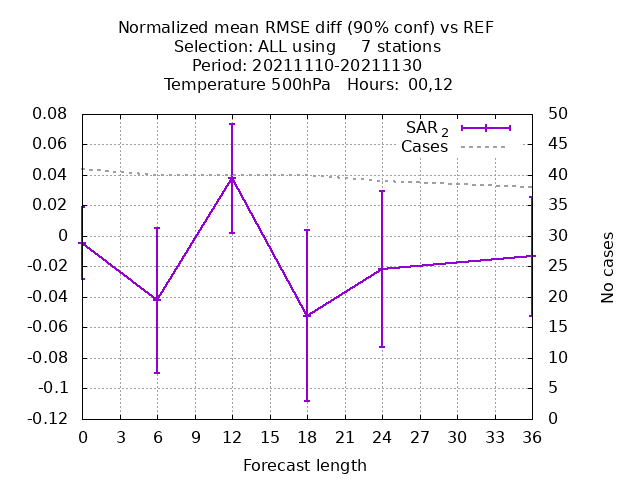 Normalized mean RMSE diff (90% conf) vs REF
Selection: ALL using     7 stations
Period: 20211110-20211130
Temperature 500hPa   Hours:  00,12
0.08
0.06
0.04
0.02
0
-0.02
-0.04
-0.06
-0.08
-0.1
-0.12
SAR 2
Cases
50
45
40
35
30
25
20
15
10
5
0
No cases
0 3 6 9 12 15 18 21 24 27 30 33 36
Forecast length